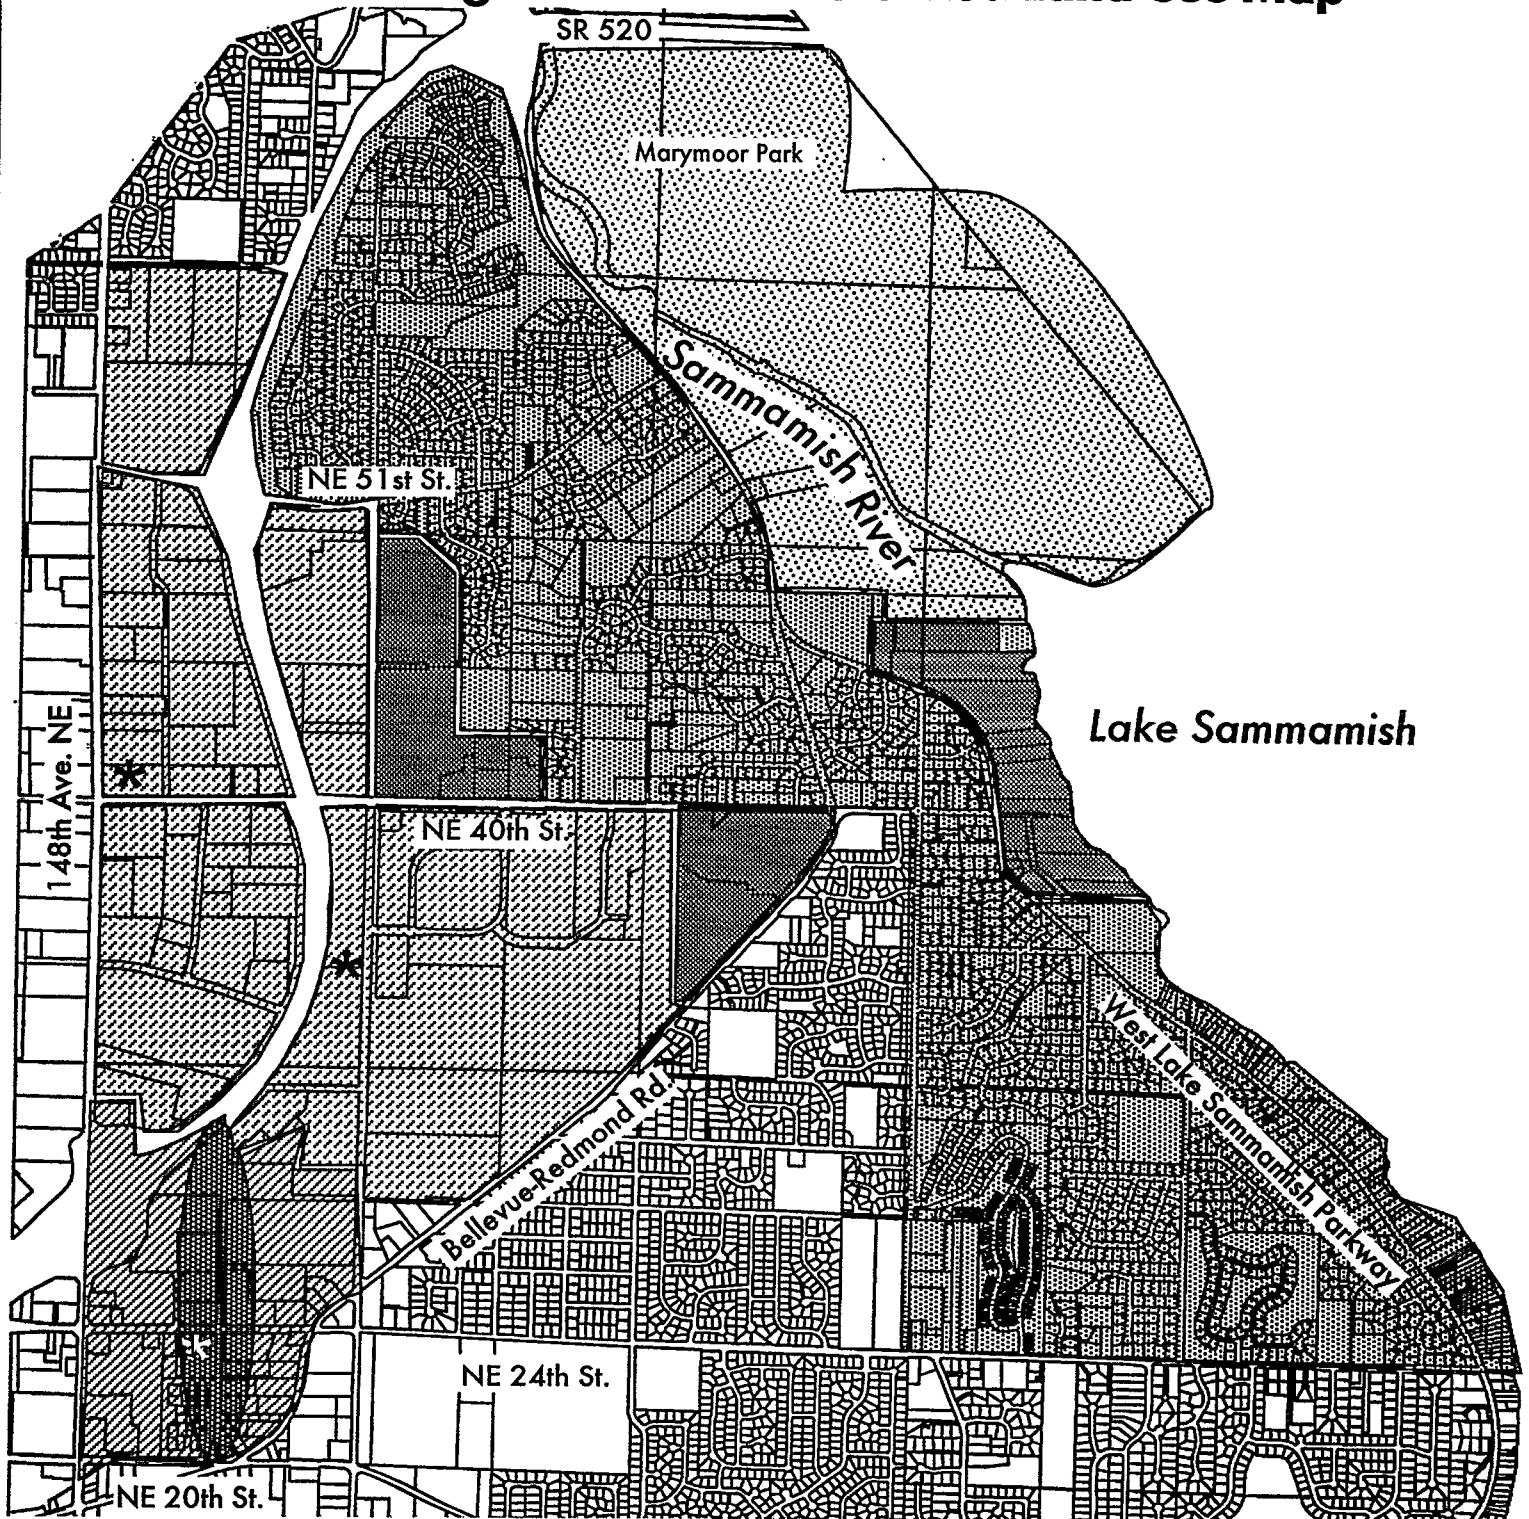 SR 520
Marymoor Park
Sammamish River
NE 51st St.
Lake Sammamish
148th Ave. NE
NE 40th St.
West Lake Sammamish Parkway
Bellevue-Redmond Rd.
NE 24th St.
NE 20th St.